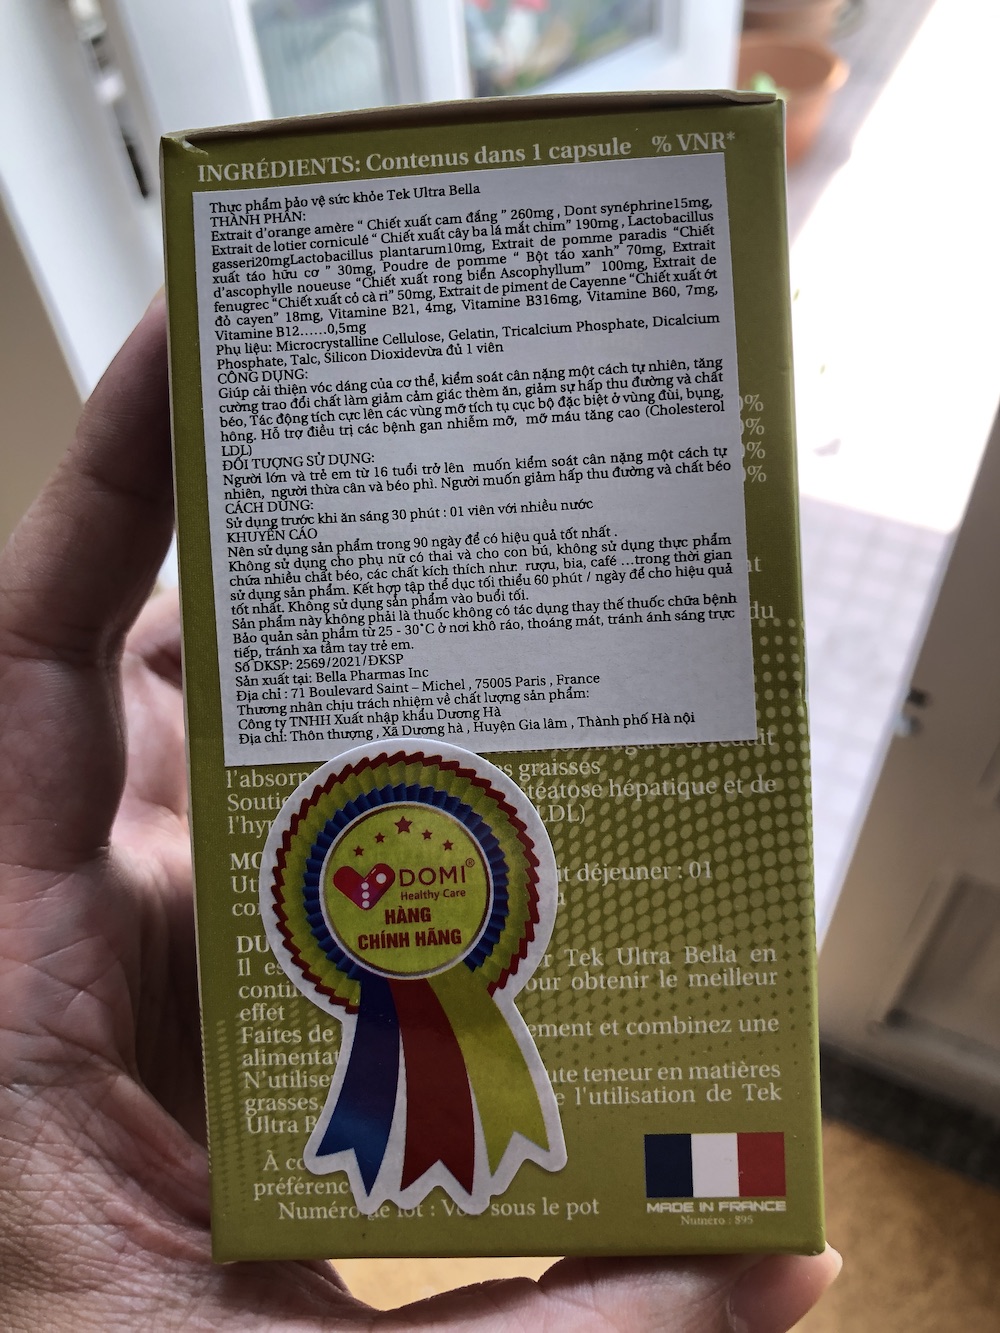 INGRÉDIENTS: Contenus dans 1 capsule % VNR*
Thực phẩm bảo vệ sức khỏe Tek Ultra Bella
THÀNH PHẦN:
Extrait d'orange amère “ Chiết xuất cam đắng ” 260mg , Dont synéphrine15mg,
Extrait de lotier corniculé “ Chiết xuất cây ba lá mắt chim” 190mg , Lactobacillus
gasseri20mgLactobacillus plantarum10mg, Extrait de pomme paradis “Chiết
xuất táo hữu cơ ” 30mg, Poudre de pomme “ Bột táo xanh” 70mg, Extrait
d'ascophylle noueuse “Chiết xuất rong biển Ascophyllum” 100mg, Extrait de
fenugrec “Chiết xuất cỏ cà ri” 50mg, Extrait de piment de Cayenne “Chiết xuất ớt
đỏ cayen” 18mg, Vitamine B21, 4mg, Vitamine B316mg, Vitamine B60, 7mg,
Vitamine B12......0,5mg
Phụ liệu: Microcrystalline Cellulose, Gelatin, Tricalcium Phosphate, Dicalcium
Phosphate, Talc, Silicon Dioxidevừa đủ 1 viên
CÔNG DỤNG:
Giúp cải thiện vóc dáng của cơ thể, kiểm soát cân nặng một cách tự nhiên, tăng
cường trao đổi chất làm giảm cảm giác thèm ăn, giảm sự hấp thu đường và chất
béo, Tác động tích cực lên các vùng mỡ tích tụ cục bộ đặc biệt ở vùng đùi, bụng,
hông. Hỗ trợ điều trị các bệnh gan nhiễm mỡ, mỡ máu tăng cao (Cholesterol
LDL)
ĐỐI TƯỢNG SỬ DỤNG:
Người lớn và trẻ em từ 16 tuổi trở lên muốn kiểm soát cân nặng một cách tự
nhiên, người thừa cân và béo phì. Người muốn giảm hấp thu đường và chất béo
CÁCH DÙNG:
Sử dụng trước khi ăn sáng 30 phút : 01 viên với nhiều nước
KHUYẾN CÁO
Nên sử dụng sản phẩm trong 90 ngày để có hiệu quả tốt nhất .
Không sử dụng cho phụ nữ có thai và cho con bú, không sử dụng thực phẩm
chứa nhiều chất béo, các chất kích thích như: rượu, bia, café ...trong thời gian
sử dụng sản phẩm. Kết hợp tập thể dục tối thiểu 60 phút / ngày để cho hiệu quả
tốt nhất. Không sử dụng sản phẩm vào buổi tối.
Sản phẩm này không phải là thuốc không có tác dụng thay thế thuốc chữa bệnh
Bảo quản sản phẩm từ 25 - 30˚C ở nơi khô ráo, thoáng mát, tránh ánh sáng trực
tiếp, tránh xa tầm tay trẻ em.
Số DKSP: 2569/2021/ĐKSP
Sản xuất tại: Bella Pharmas Inc
Địa chỉ : 71 Boulevard Saint – Michel , 75005 Paris , France
Thương nhân chịu trách nhiệm về chất lượng sản phẩm:
Công ty TNHH Xuất nhập khẩu Dương Hà
Địa chỉ: Thôn thượng , Xã Dương hà , Huyện Gia lâm , Thành phố Hà nội
l'absorp s graisses
Soutie téatose hépatique et de
l'hyp LDL)
MO
Uti it déjeuner : 01
DU
Il es r Tek Ultra Bella en
contin our obtenir le meilleur
effet
Faites de ement et combinez une
alimentat
N'utilise ute teneur en matières
grasses, e l'utilisation de Tek
Ultra B
À co
préférenc
Numéro de lot : Voir sous le pot
DOMI®
Healthy Care
HÀNG
CHÍNH HÃNG
MADE IN FRANCE
Numéro : 895